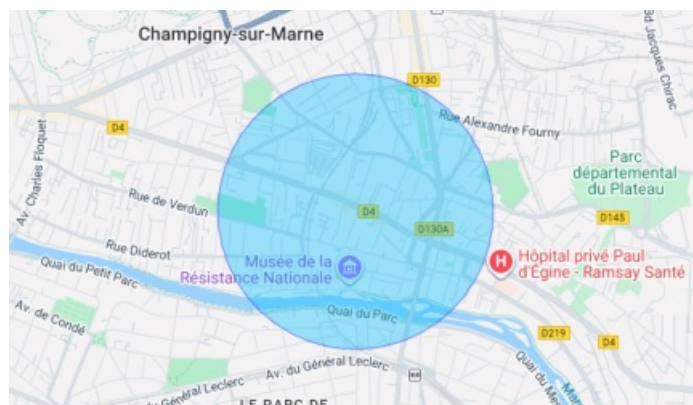 Champigny-sur-Marne
D130
Bd Jacques Chirac
D4
Rue Alexandre Fourny
Av. Charles Floquet
Parc
départemental
du Plateau
Rue de Verdun
D4
D145
D130A
Rue Diderot
Musée de la
Résistance Nationale
H
Hôpital privé Paul
d'Égine - Ramsay Santé
Quai du Petit Parc
Av. de Condé
Quai du Parc
D219
D4
Av. du Général Leclerc
Général Leclerc
Quai du
LE PARC DE